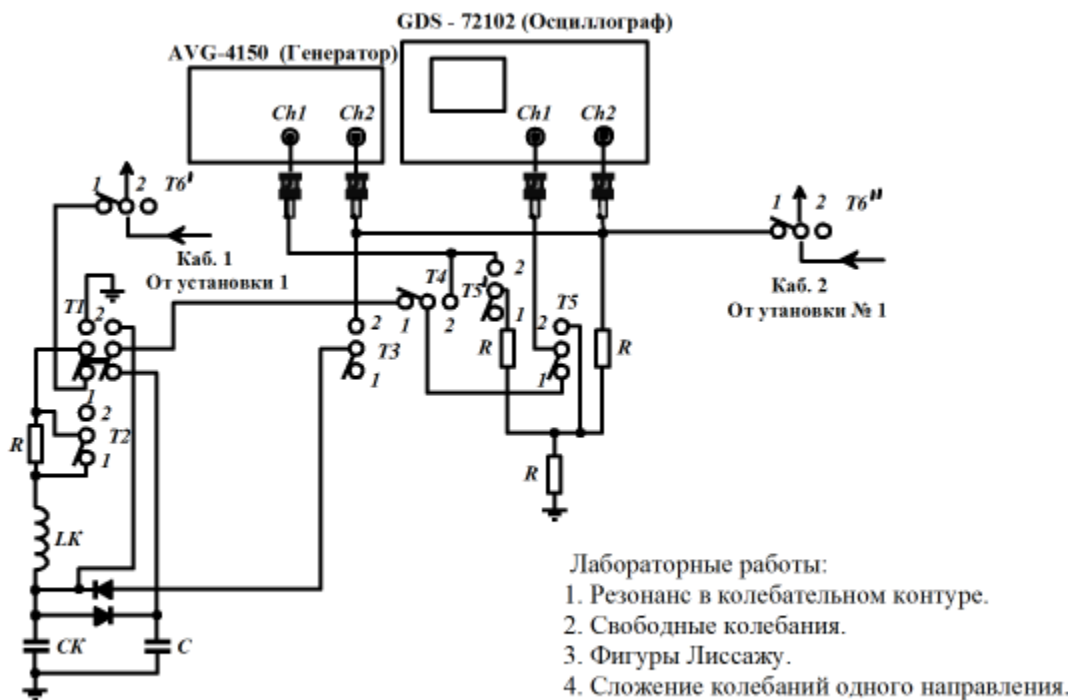 GDS - 72102 (Осциллограф)
AVG-4150 (Генератор)
Ch1 Ch2 Ch1 Ch2
1 2 T6' 1 2 T6"
Каб. 1
От установки 1
Каб. 2
От утановки № 1
T4 2 T5' 1
1 2
T5 2
1
T1 2
1
2 T3
1
R R
2
T2
1
R
R
LK
CK C
Лабораторные работы:
1. Резонанс в колебательном контуре.
2. Свободные колебания.
3. Фигуры Лиссажу.
4. Сложение колебаний одного направления.